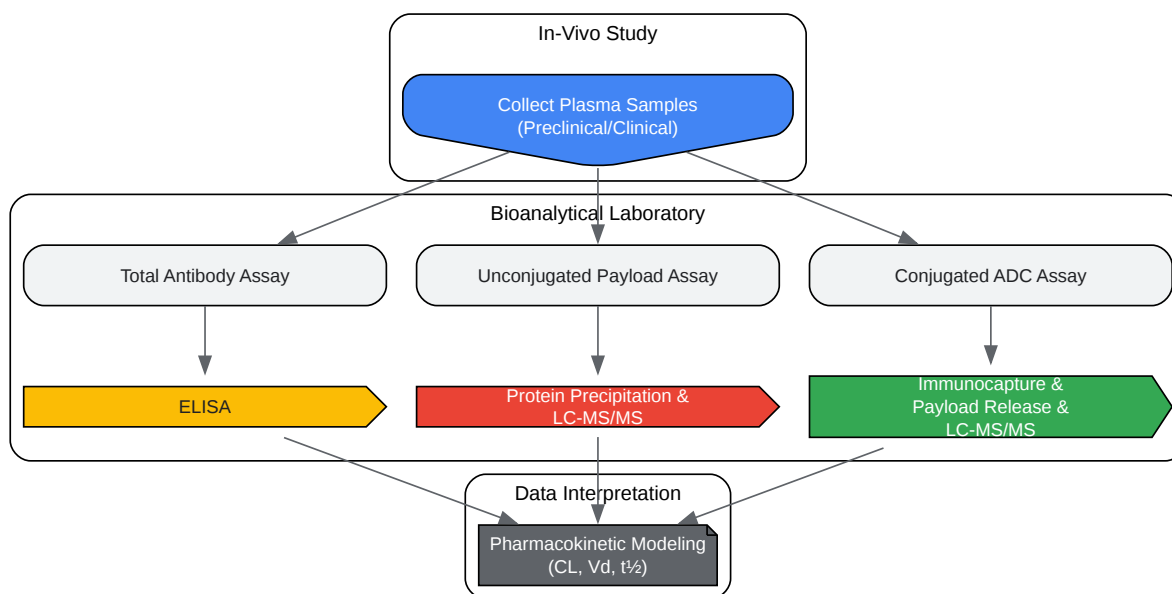 In-Vivo Study
Collect Plasma Samples
(Preclinical/Clinical)
Bioanalytical Laboratory
Total Antibody Assay
Unconjugated Payload Assay
Conjugated ADC Assay
ELISA
Protein Precipitation &
LC-MS/MS
Immunocapture &
Payload Release &
LC-MS/MS
Data Interpretation
Pharmacokinetic Modeling
(CL, Vd, t½)